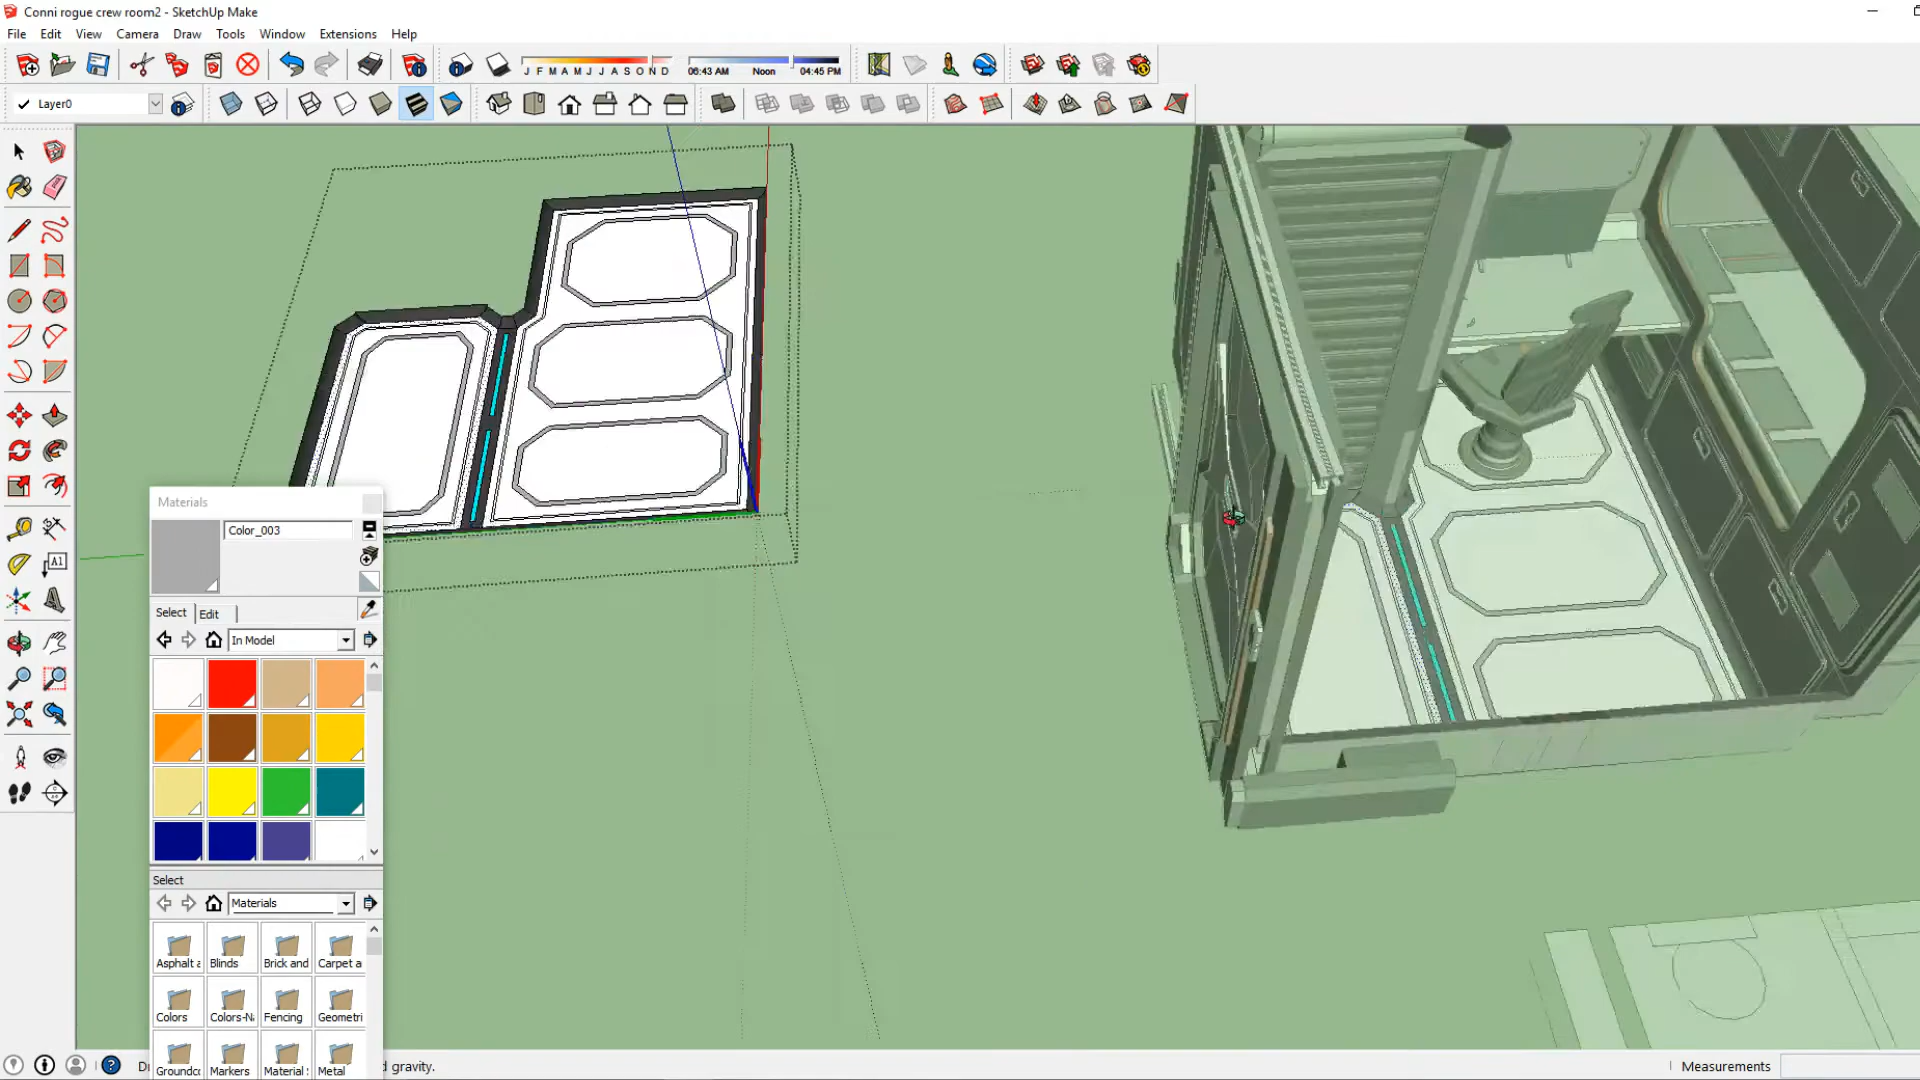 Conni rogue crew room2 - SketchUp Make
File Edit View Camera Draw Tools Window Extensions Help
J F M A M J J A S O N D 06:43 AM Noon 04:45 PM
Layer0
Materials
Color_003
Select Edit
In Model
Select
Materials
Asphalt a Blinds Brick and Carpet a
Colors Colors-Na Fencing Geometri
Groundc Markers Material Metal
d gravity.
Measurements